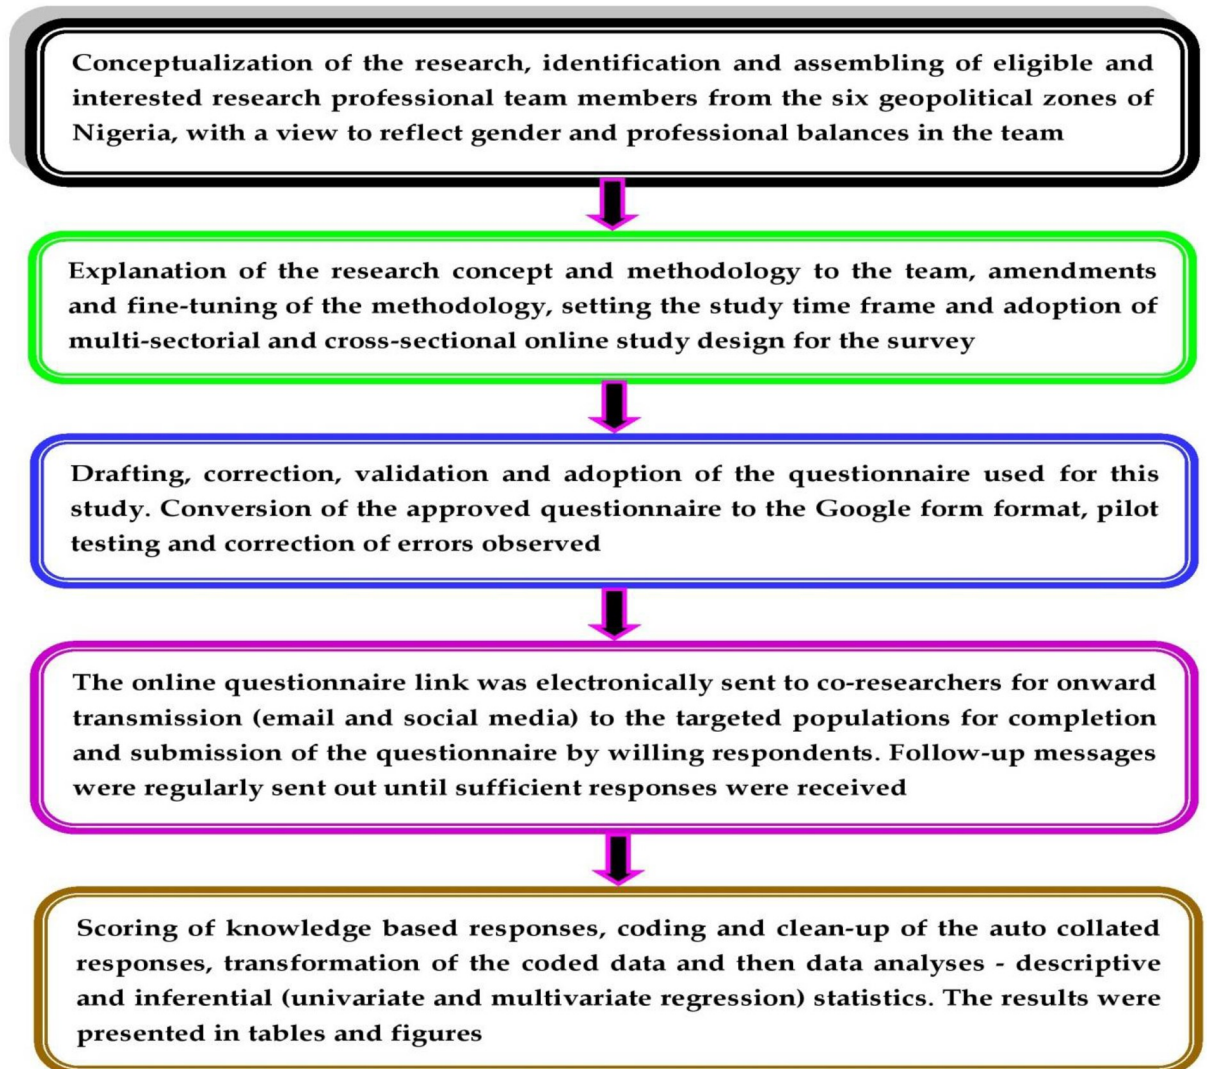 Conceptualization of the research, identification and assembling of eligible and
interested research professional team members from the six geopolitical zones of
Nigeria, with a view to reflect gender and professional balances in the team
Explanation of the research concept and methodology to the team, amendments
and fine-tuning of the methodology, setting the study time frame and adoption of
multi-sectorial and cross-sectional online study design for the survey
Drafting, correction, validation and adoption of the questionnaire used for this
study. Conversion of the approved questionnaire to the Google form format, pilot
testing and correction of errors observed
The online questionnaire link was electronically sent to co-researchers for onward
transmission (email and social media) to the targeted populations for completion
and submission of the questionnaire by willing respondents. Follow-up messages
were regularly sent out until sufficient responses were received
Scoring of knowledge based responses, coding and clean-up of the auto collated
responses, transformation of the coded data and then data analyses - descriptive
and inferential (univariate and multivariate regression) statistics. The results were
presented in tables and figures